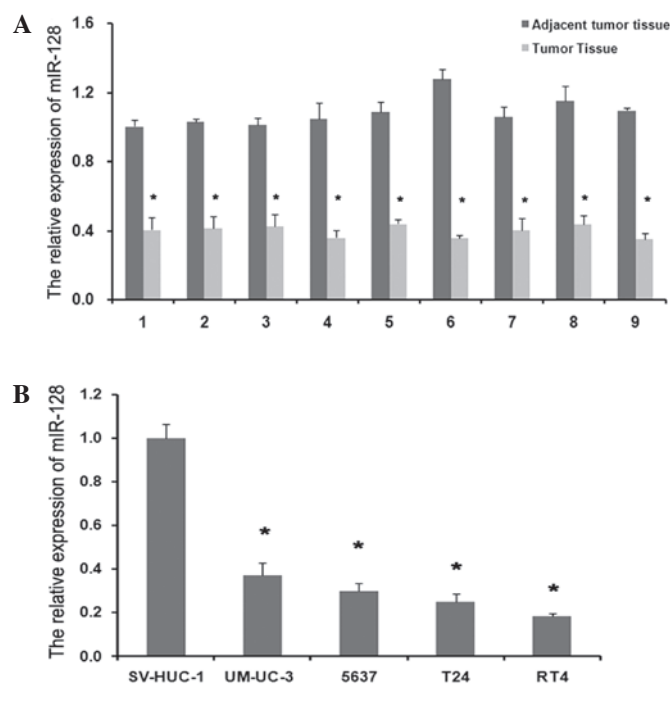 A
The relative expression of mIR-128
1.6
1.2
0.8
0.4
0.0
Adjacent tumor tissue
Tumor Tissue
* * * * * * * * *
1 2 3 4 5 6 7 8 9
B
The relative expression of mIR-128
1.2
1.0
0.8
0.6
0.4
0.2
0.0
* * * *
SV-HUC-1 UM-UC-3 5637 T24 RT4